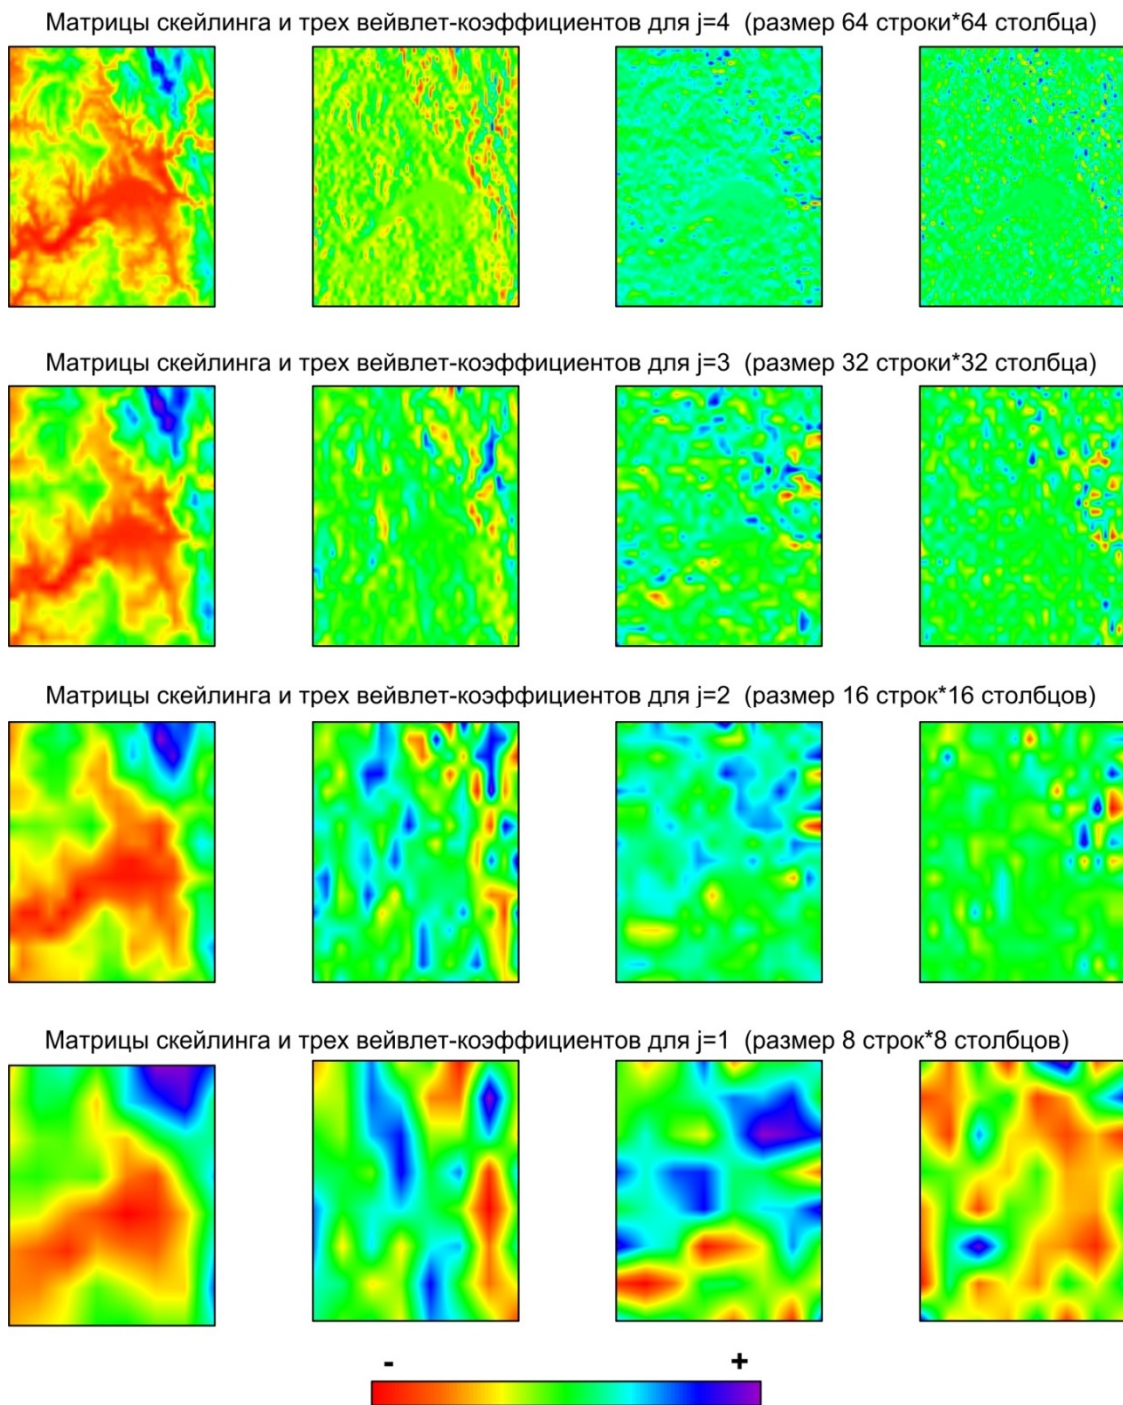 Матрицы скейлинга и трех вейвлет-коэффициентов для j=4 (размер 64 строки*64 столбца)
Матрицы скейлинга и трех вейвлет-коэффициентов для j=3 (размер 32 строки*32 столбца)
Матрицы скейлинга и трех вейвлет-коэффициентов для j=2 (размер 16 строк*16 столбцов)
Матрицы скейлинга и трех вейвлет-коэффициентов для j=1 (размер 8 строк*8 столбцов)
- +